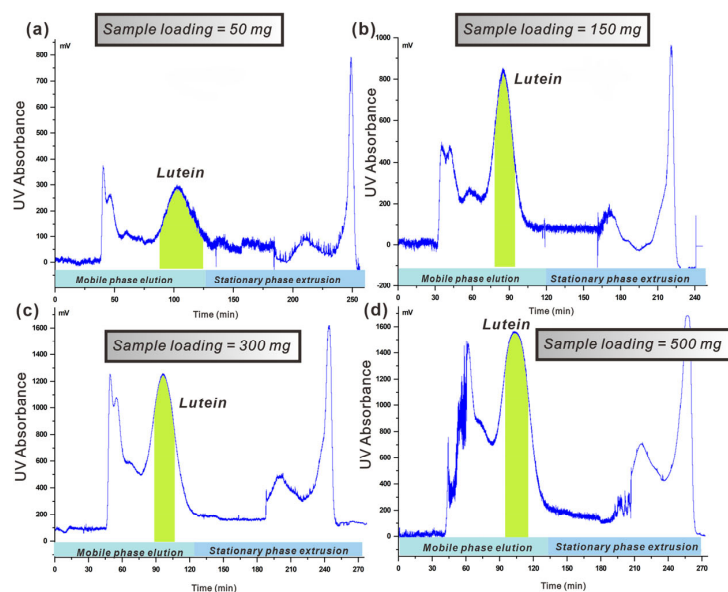 (a)
Sample loading = 50 mg
mV
800
700
600
500
400
300
200
100
0
UV Absorbance
Lutein
Mobile phase elution
Stationary phase extrusion
0
50
100
150
200
250
Time (min)
(b)
Sample loading = 150 mg
1000
mV
800
600
400
200
0
-200
UV Absorbance
Lutein
Mobile phase elution
Stationary phase extrusion
0
30
60
90
120
150
180
210
240
Time (min)
(c)
Sample loading = 300 mg
mV
1600
1400
1200
1000
800
600
400
200
0
UV Absorbance
Lutein
Mobile phase elution
Stationary phase extrusion
0
30
60
90
120
150
180
210
240
270
Time (min)
(d)
Sample loading = 500 mg
mV
1600
1400
1200
1000
800
600
400
200
0
UV Absorbance
Lutein
Mobile phase elution
Stationary phase extrusion
0
30
60
90
120
150
180
210
240
270
Time (min)